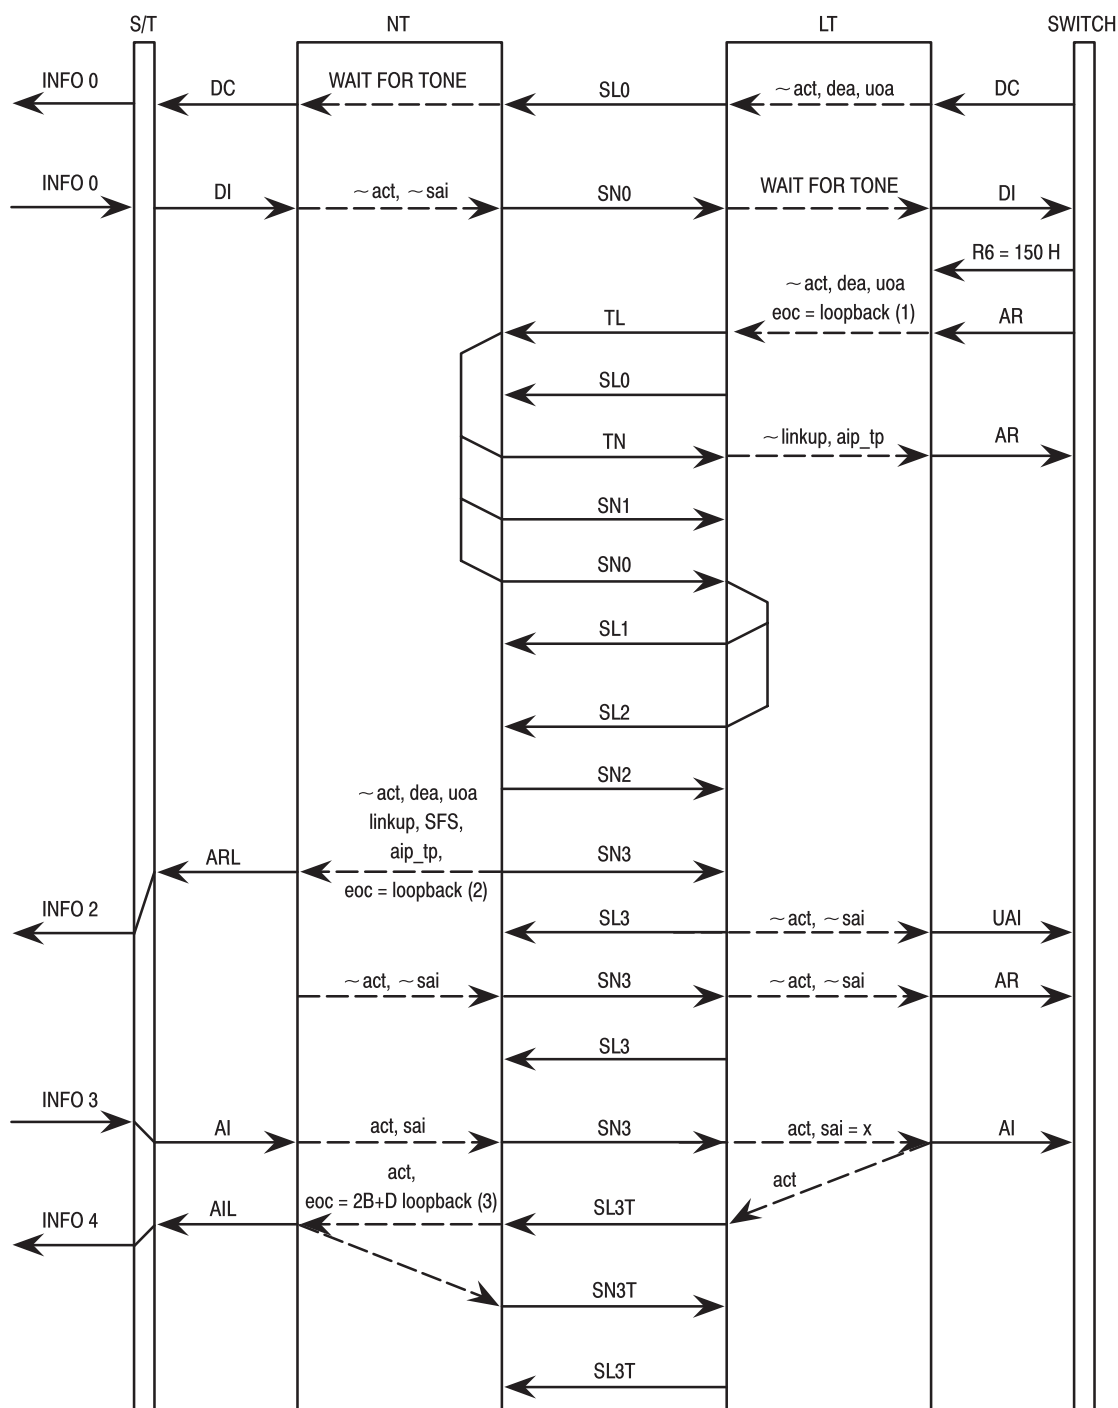 S/T NT LT SWITCH
INFO 0 DC WAIT FOR TONE SL0 ~act, dea, uoa DC
INFO 0 DI ~act, ~sai SN0 WAIT FOR TONE DI
R6 = 150 H
~act, dea, uoa
eoc = loopback (1)
TL AR
SL0
TN ~linkup, aip_tp AR
SN1
SN0
SL1
SL2
SN2
~act, dea, uoa
linkup, SFS,
aip_tp,
ARL SN3
eoc = loopback (2)
INFO 2 SL3 ~act, ~sai UAI
~act, ~sai SN3 ~act, ~sai AR
SL3
INFO 3 AI act, sai SN3 act, sai = x AI
act,
act
eoc = 2B+D loopback (3)
INFO 4 AIL SL3T
SN3T
SL3T